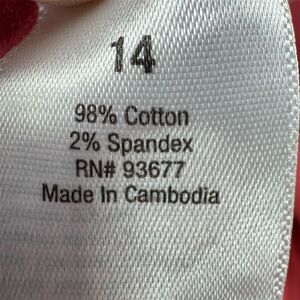 14
98% Cotton
2% Spandex
RN# 93677
Made In Cambodia